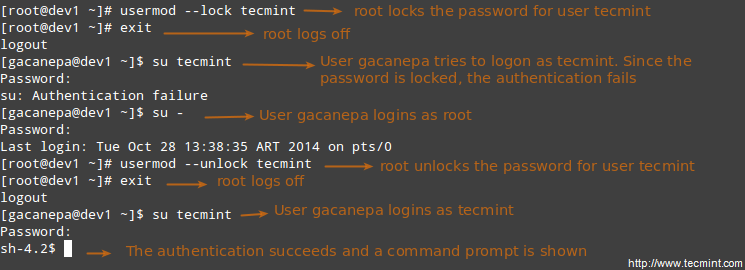 [root@dev1 ~]# usermod --lock tecmint root locks the password for user tecmint
[root@dev1 ~]# exit root logs off
logout
[gacanepa@dev1 ~]$ su tecmint User gacanepa tries to logon as tecmint. Since the
Password: password is locked, the authentication fails
su: Authentication failure
[gacanepa@dev1 ~]$ su - User gacanepa logins as root
Password:
Last login: Tue Oct 28 13:38:35 ART 2014 on pts/0
[root@dev1 ~]# usermod --unlock tecmint root unlocks the password for user tecmint
[root@dev1 ~]# exit root logs off
logout
[gacanepa@dev1 ~]$ su tecmint User gacanepa logins as tecmint
Password:
sh-4.2$ The authentication succeeds and a command prompt is shown
http://www.tecmint.com